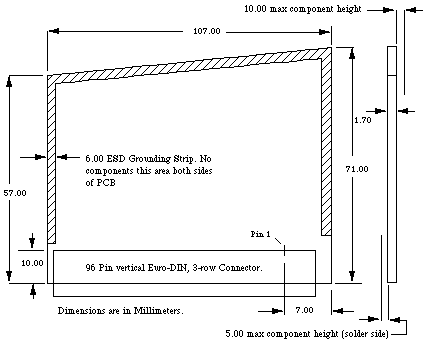 10.00 max component height
107.00
1.70
6.00 ESD Grounding Strip. No
components this area both sides
of PCB
57.00
71.00
Pin 1
10.00
96 Pin vertical Euro-DIN, 3-row Connector.
Dimensions are in Millimeters.
7.00
5.00 max component height (solder side)